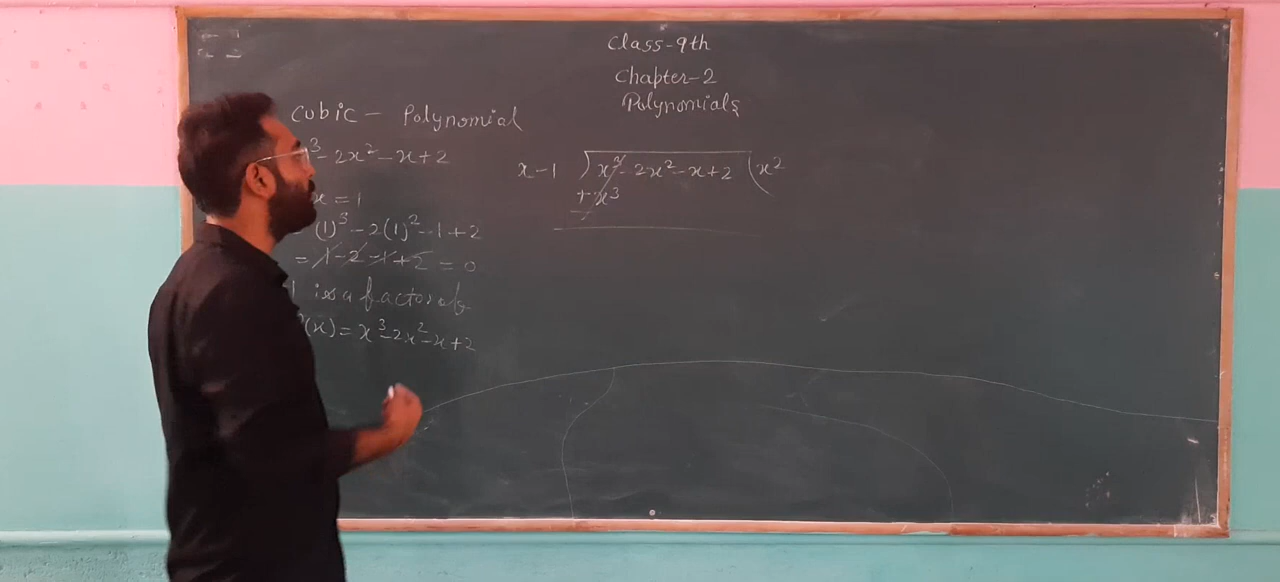 Class-9th
Chapter-2
Polynomials
Cubic - Polynomial
³-2x²-x+2
x=1
(1)³-2(1)²-1+2
=1-2-1+2=0
1 is a factor of
(x)=x³-2x²-x+2
x-1)x³-2x²-x+2(x²
+x³
-